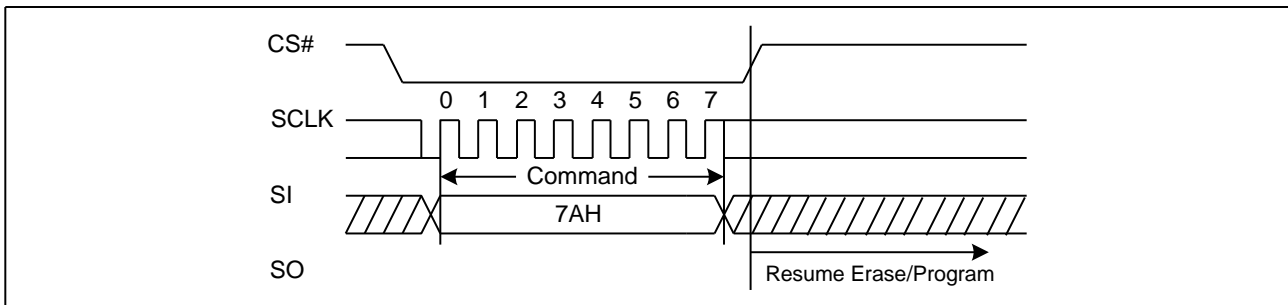 CS#
0 1 2 3 4 5 6 7
SCLK
Command
SI
7AH
SO
Resume Erase/Program